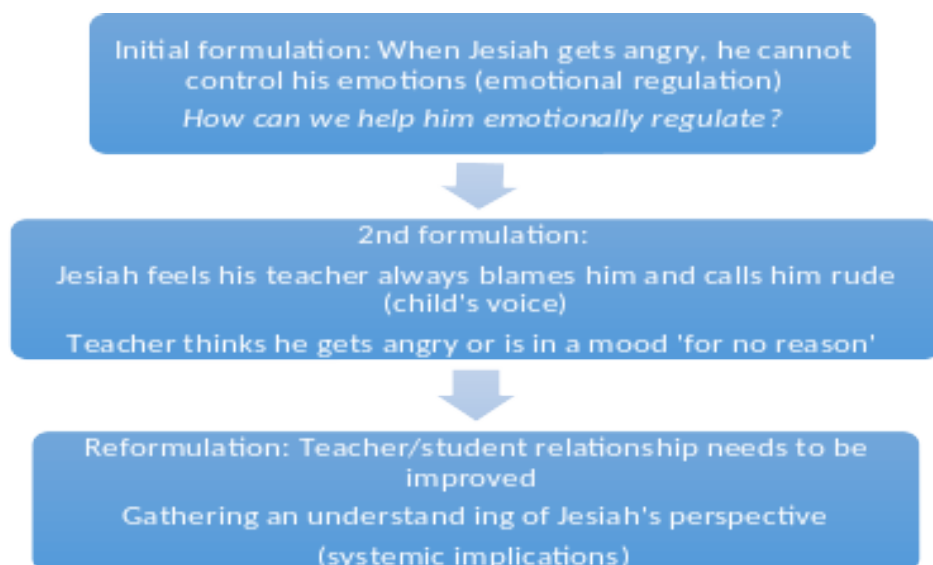 Initial formulation: When Jesiah gets angry, he cannot
control his emotions (emotional regulation)
How can we help him emotionally regulate?
2nd formulation:
Jesiah feels his teacher always blames him and calls him rude
(child's voice)
Teacher thinks he gets angry or is in a mood 'for no reason'
Reformulation: Teacher/student relationship needs to be
improved
Gathering an understand ing of Jesiah's perspective
(systemic implications)